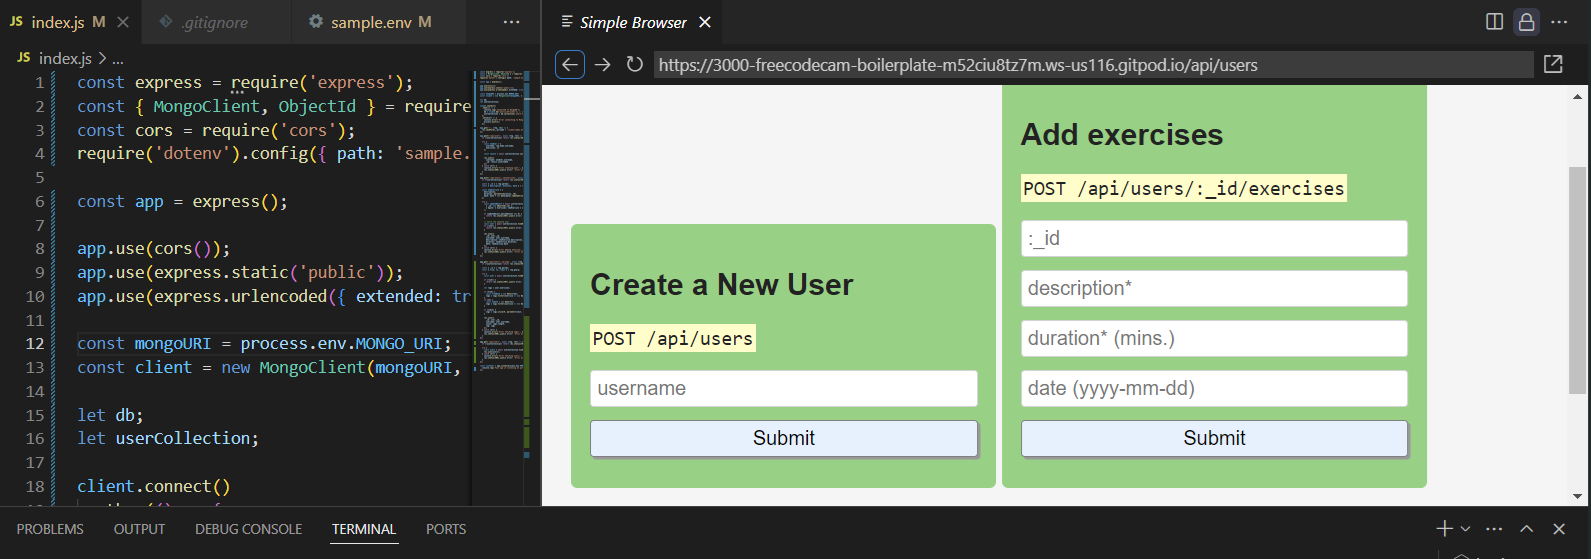 JS index.js M
.gitignore
sample.env M
Simple Browser
JS index.js > ...
https://3000-freecodecam-boilerplate-m52ciu8tz7m.ws-us116.gitpod.io/api/users
1 const express = require('express');
2 const { MongoClient, ObjectId } = require
3 const cors = require('cors');
4 require('dotenv').config({ path: 'sample.
5
6 const app = express();
7
8 app.use(cors());
9 app.use(express.static('public'));
10 app.use(express.urlencoded({ extended: tr
11
12 const mongoURI = process.env.MONGO_URI;
13 const client = new MongoClient(mongoURI,
14
15 let db;
16 let userCollection;
17
18 client.connect()
Create a New User
POST /api/users
username
Submit
Add exercises
POST /api/users/:_id/exercises
:_id
description*
duration* (mins.)
date (yyyy-mm-dd)
Submit
PROBLEMS OUTPUT DEBUG CONSOLE TERMINAL PORTS